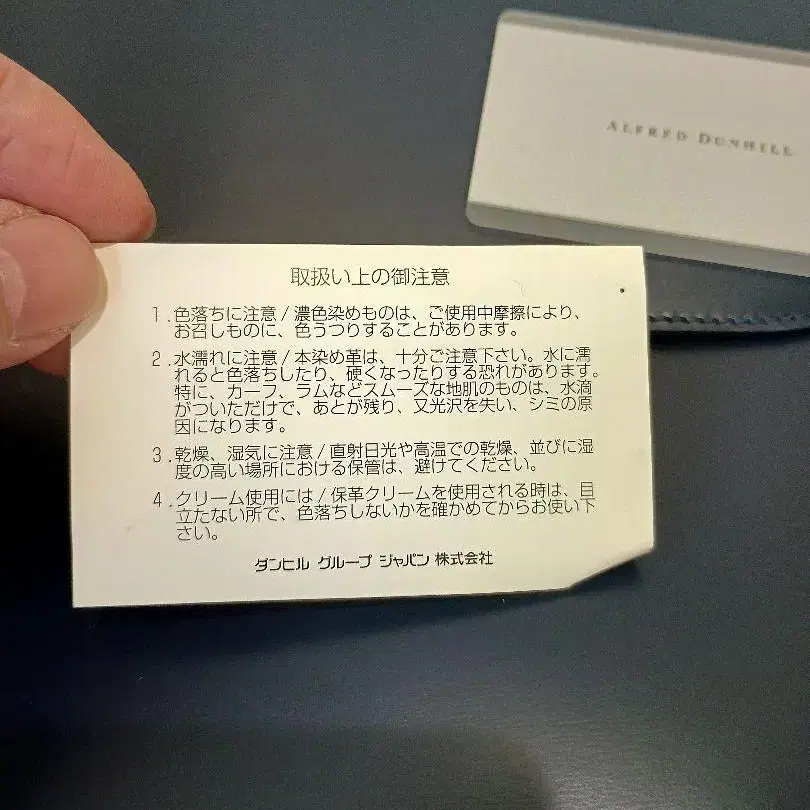 ALFRED DUNHILL
取扱い上の御注意
1.色落ちに注意/濃色染めものは、ご使用中摩擦により、
お召しものに、色うつりすることがあります。
2.水濡れに注意/本染め革は、十分ご注意下さい。水に濡
れると色落ちしたり、硬くなったりする恐れがあります。
特に、カーフ、ラムなどスムーズな地肌のものは、水滴
がついただけで、あとが残り、又光沢を失い、シミの原
因になります。
3.乾燥、湿気に注意/直射日光や高温での乾燥、並びに湿
度の高い場所における保管は、避けてください。
4.クリーム使用には/保革クリームを使用される時は、目
立たない所で、色落ちしないかを確かめてからお使い下
さい。
ダンヒル グループ ジャパン 株式会社